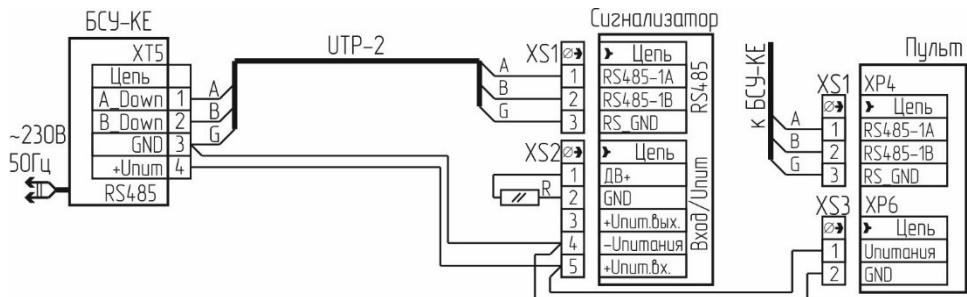 БСУ-КЕ
XT5
Цепь
A_Down 1
B_Down 2
GND 3
+Uпит 4
RS485
~230В
50Гц
A
B
G
UTP-2
Сигнализатор
XS1
Цепь
A 1 RS485-1A
B 2 RS485-1B
G 3 RS_GND
RS485
XS2
Цепь
1 ДВ+
2 GND
3 +Uпит.вых.
4 -Uпитания
5 +Uпит.вх.
Вход/Uпит
R
к БСУ-КЕ
Пульт
XS1 XP4
Цепь
A 1 RS485-1A
B 2 RS485-1B
G 3 RS_GND
XS3 XP6
Цепь
1 Uпитания
2 GND